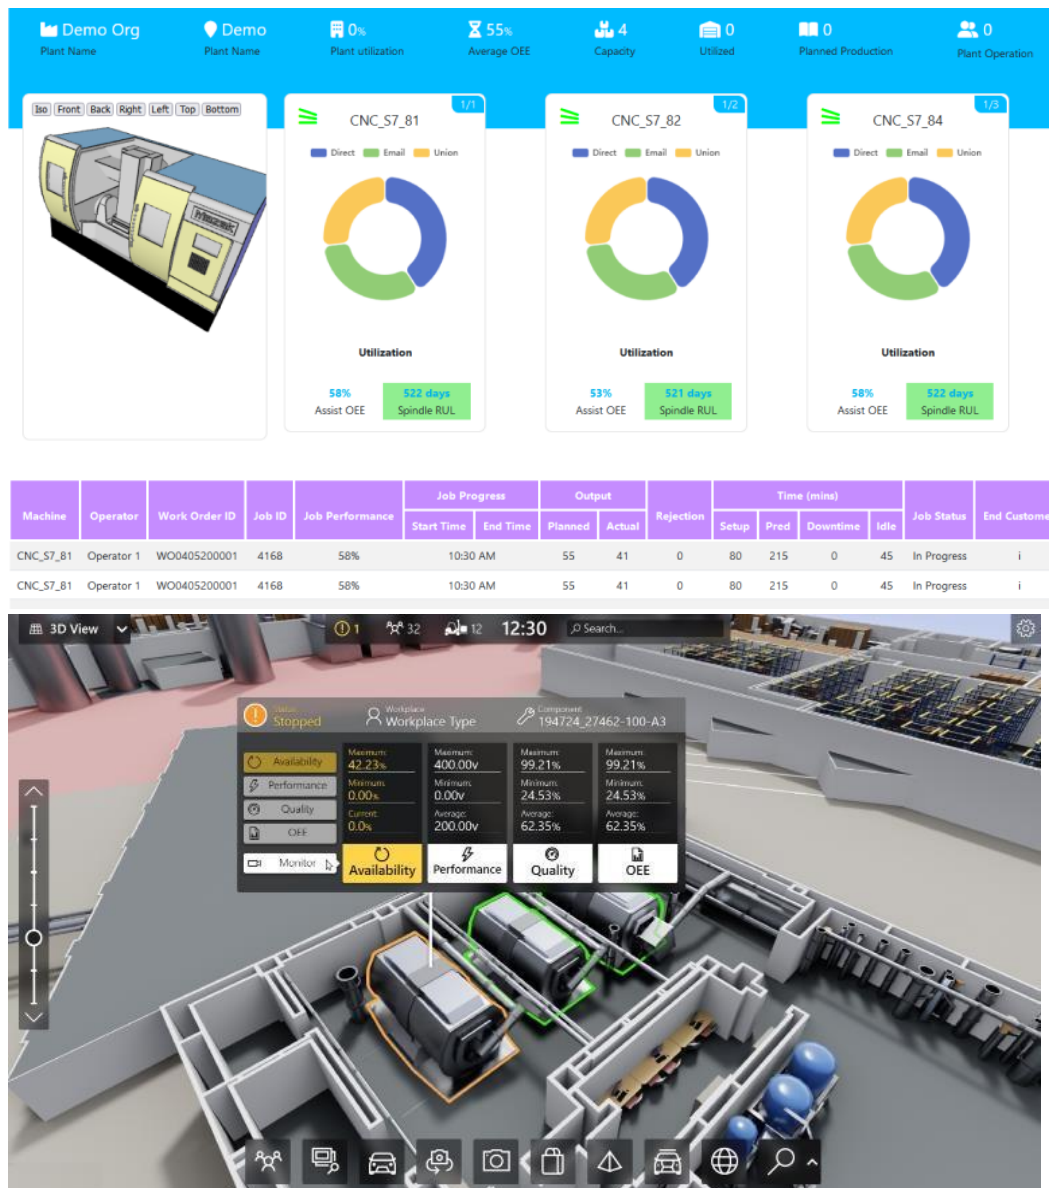 Demo Org
Plant Name
Demo
Plant Name
0%
Plant utilization
55%
Average OEE
4
Capacity
0
Utilized
0
Planned Production
0
Plant Operation
Iso Front Back Right Left Top Bottom
Mazak
1/1
CNC_S7_81
Direct Email Union
Utilization
58%
Assist OEE
522 days
Spindle RUL
1/2
CNC_S7_82
Direct Email Union
Utilization
53%
Assist OEE
521 days
Spindle RUL
1/3
CNC_S7_84
Direct Email Union
Utilization
58%
Assist OEE
522 days
Spindle RUL
Machine Operator Work Order ID Job ID Job Performance Job Progress Output Rejection Time (mins) Job Status End Custome
Start Time End Time Planned Actual Setup Pred Downtime Idle
CNC_S7_81 Operator 1 WO0405200001 4168 58% 10:30 AM 55 41 0 80 215 0 45 In Progress i
CNC_S7_81 Operator 1 WO0405200001 4168 58% 10:30 AM 55 41 0 80 215 0 45 In Progress i
3D View
1 32 12 12:30 Search...
Status
Stopped
Workplace
Workplace Type
Component
194724_27462-100-A3
Availability
Performance
Quality
OEE
Monitor
Maximum:
42.23%
Minimum:
0.00%
Current:
0.0%
Availability
Maximum:
400.00v
Minimum:
0.00v
Average:
200.00v
Performance
Maximum:
99.21%
Minimum:
24.53%
Average:
62.35%
Quality
Maximum:
99.21%
Minimum:
24.53%
Average:
62.35%
OEE